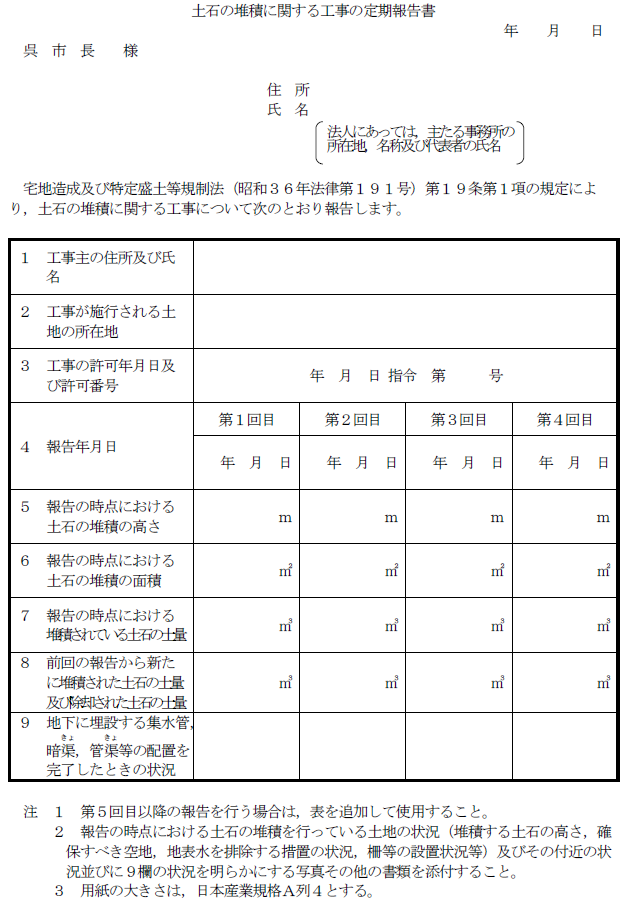 土石の堆積に関する工事の定期報告書
年　月　日
呉　市　長　　様
住　所
氏　名
法人にあっては，主たる事務所の
所在地，名称及び代表者の氏名
宅地造成及び特定盛土等規制法（昭和３６年法律第１９１号）第１９条第１項の規定によ
り，土石の堆積に関する工事について次のとおり報告します。
１　工事主の住所及び氏
名
２　工事が施行される土
地の所在地
３　工事の許可年月日及
び許可番号
年　月　日 指令　第　　　号
４　報告年月日
第１回目　第２回目　第３回目　第４回目
年　月　日　年　月　日　年　月　日　年　月　日
５　報告の時点における
土石の堆積の高さ
ｍ　ｍ　ｍ　ｍ
６　報告の時点における
土石の堆積の面積
㎡　㎡　㎡　㎡
７　報告の時点における
堆積されている土石の土量
㎥　㎥　㎥　㎥
８　前回の報告から新た
に堆積された土石の土量
及び除却された土石の土量
㎥　㎥　㎥　㎥
９　地下に埋設する集水管，
きょ　きょ
暗渠，管渠等の配置を
完了したときの状況
注　１　第５回目以降の報告を行う場合は，表を追加して使用すること。
２　報告の時点における土石の堆積を行っている土地の状況（堆積する土石の高さ，確
保すべき空地，地表水を排除する措置の状況，柵等の設置状況等）及びその付近の状
況並びに９欄の状況を明らかにする写真その他の書類を添付すること。
３　用紙の大きさは，日本産業規格Ａ列４とする。